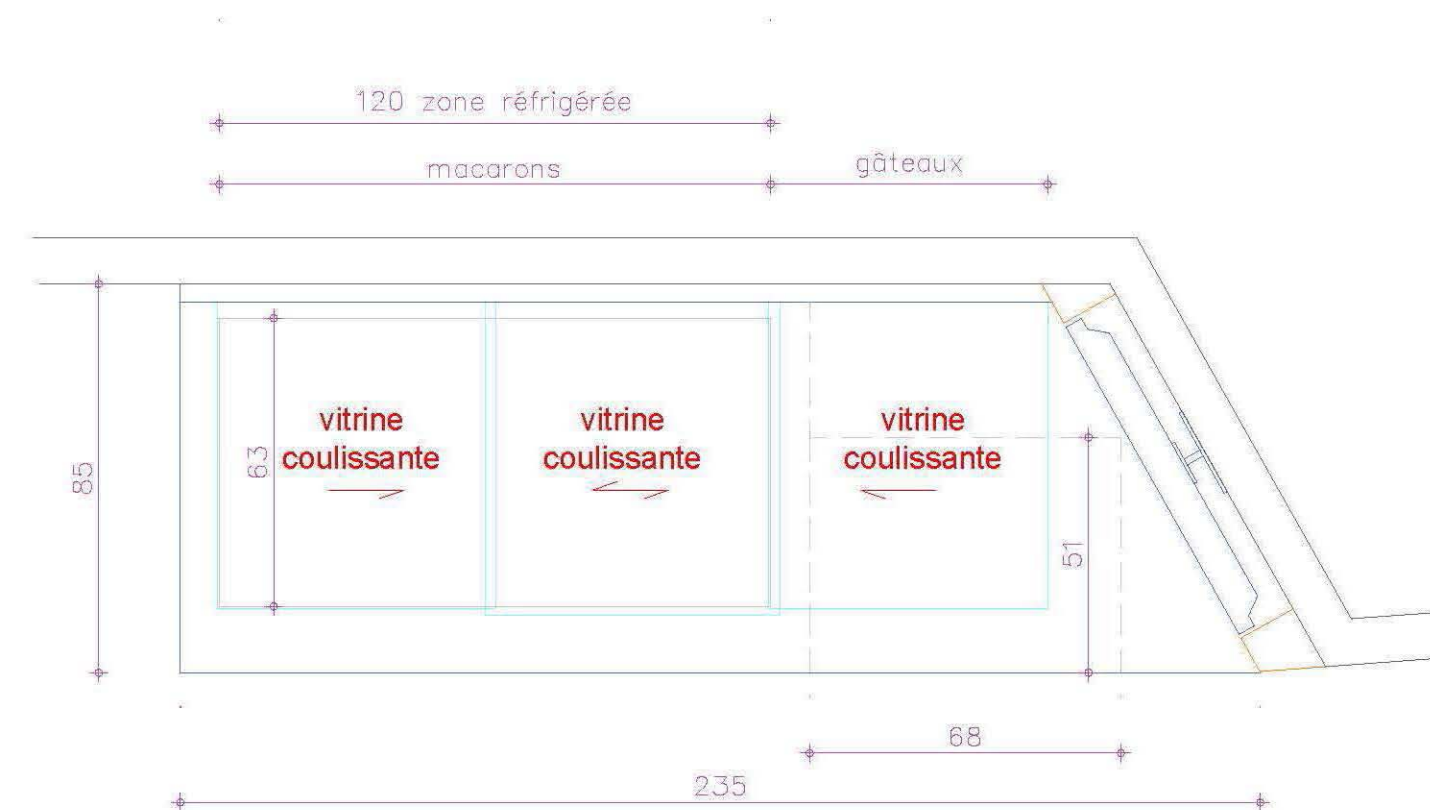 120 zone réfrigérée
macarons
gâteaux
vitrine
coulissante
vitrine
coulissante
vitrine
coulissante
63
85
51
68
235